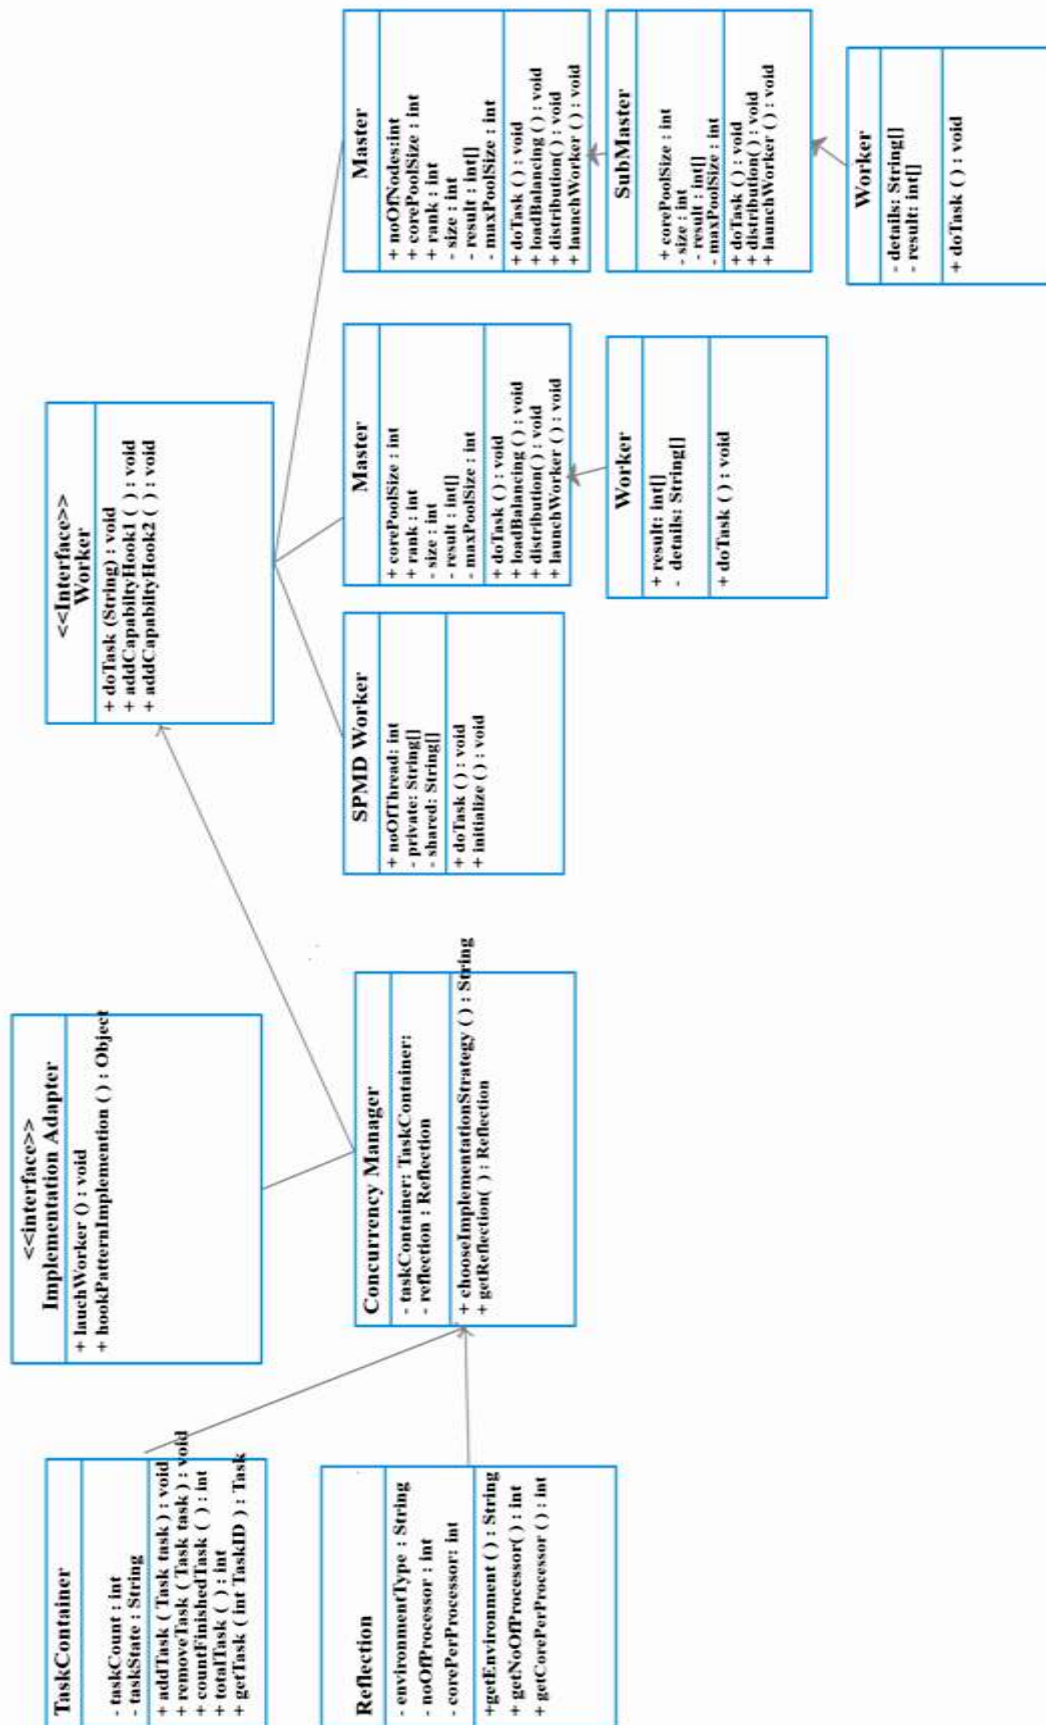 TaskContainer
- taskCount : int
- taskState : String
+ addTask ( Task task ) : void
+ removeTask ( Task task ) : void
+ countFinishedTask ( ) : int
+ totalTask ( ) : int
+ getTask ( int TaskID ) : Task
Reflection
- environmentType : String
- noOfProcessor : int
- corePerProcessor: int
+getEnvironment ( ) : String
+ getNoOfProcessor( ) : int
+ getCorePerProcessor ( ) : int
<<interface>>
Implementation Adapter
+ lauchWorker () : void
+ hookPatternImplemention ( ) : Object
Concurrency Manager
- taskContainer: TaskContainer:
- reflection : Reflection
+ chooseImplementationStrategy ( ) : String
+ getReflection( ) : Reflection
<<Interface>>
Worker
+ doTask (String) : void
+ addCapabiltyHook1 ( ) : void
+ addCapabiltyHook2 ( ) : void
SPMD Worker
+ noOfThread: int
- private: String[]
- shared: String[]
+ doTask ( ) : void
+ initialize ( ) : void
Master
+ corePoolSize : int
+ rank : int
- size : int
- result : int[]
- maxPoolSize : int
+ doTask ( ) : void
+ loadBalancing ( ) : void
+ distribution( ) : void
+ launchWorker ( ) : void
Worker
+ result: int[]
- details: String[]
+ doTask ( ) : void
Master
+ noOfNodes:int
+ corePoolSize : int
+ rank : int
- size : int
- result : int[]
- maxPoolSize : int
+ doTask ( ) : void
+ loadBalancing ( ) : void
+ distribution( ) : void
+ launchWorker ( ) : void
SubMaster
+ corePoolSize : int
- size : int
- result : int[]
- maxPoolSize : int
+ doTask ( ) : void
+ distribution( ) : void
+ launchWorker ( ) : void
Worker
- details: String[]
- result: int[]
+ doTask ( ) : void